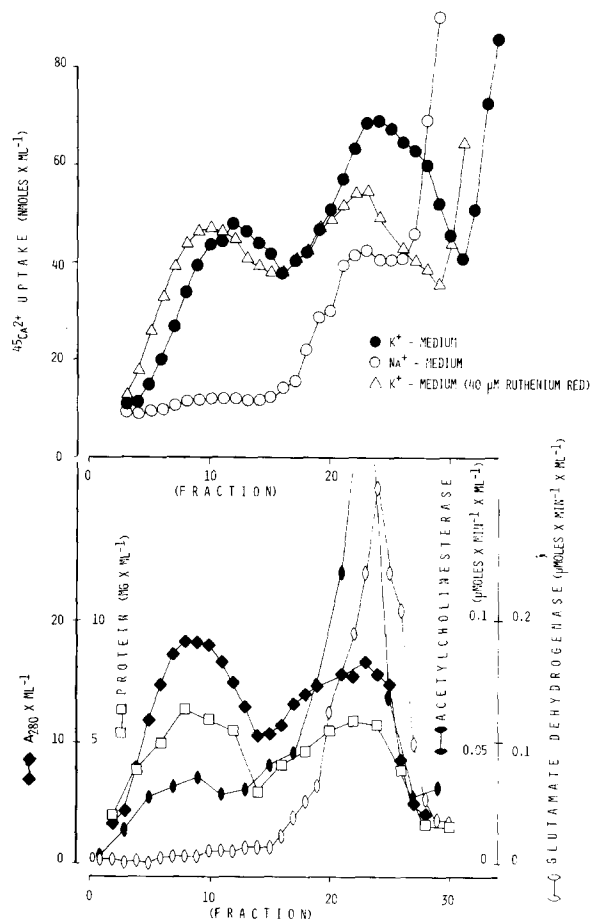 80
60
40
20
0
45Ca2+ UPTAKE (NMOLES X ML-1)
K+ - MEDIUM
NA+ - MEDIUM
K+ - MEDIUM (40 µM RUTHENIUM RED)
0
10
20
30
(FRACTION)
20
10
0
A280 X ML-1
10
5
0
PROTEIN (MG X ML-1)
0.1
0.05
0
ACETYLCHOLINESTERASE
(µMOLES X MIN-1 X ML-1)
0.2
0.1
0
GLUTAMATE DEHYDROGENASE (µMOLES X MIN-1 X ML-1)
0
10
20
30
(FRACTION)